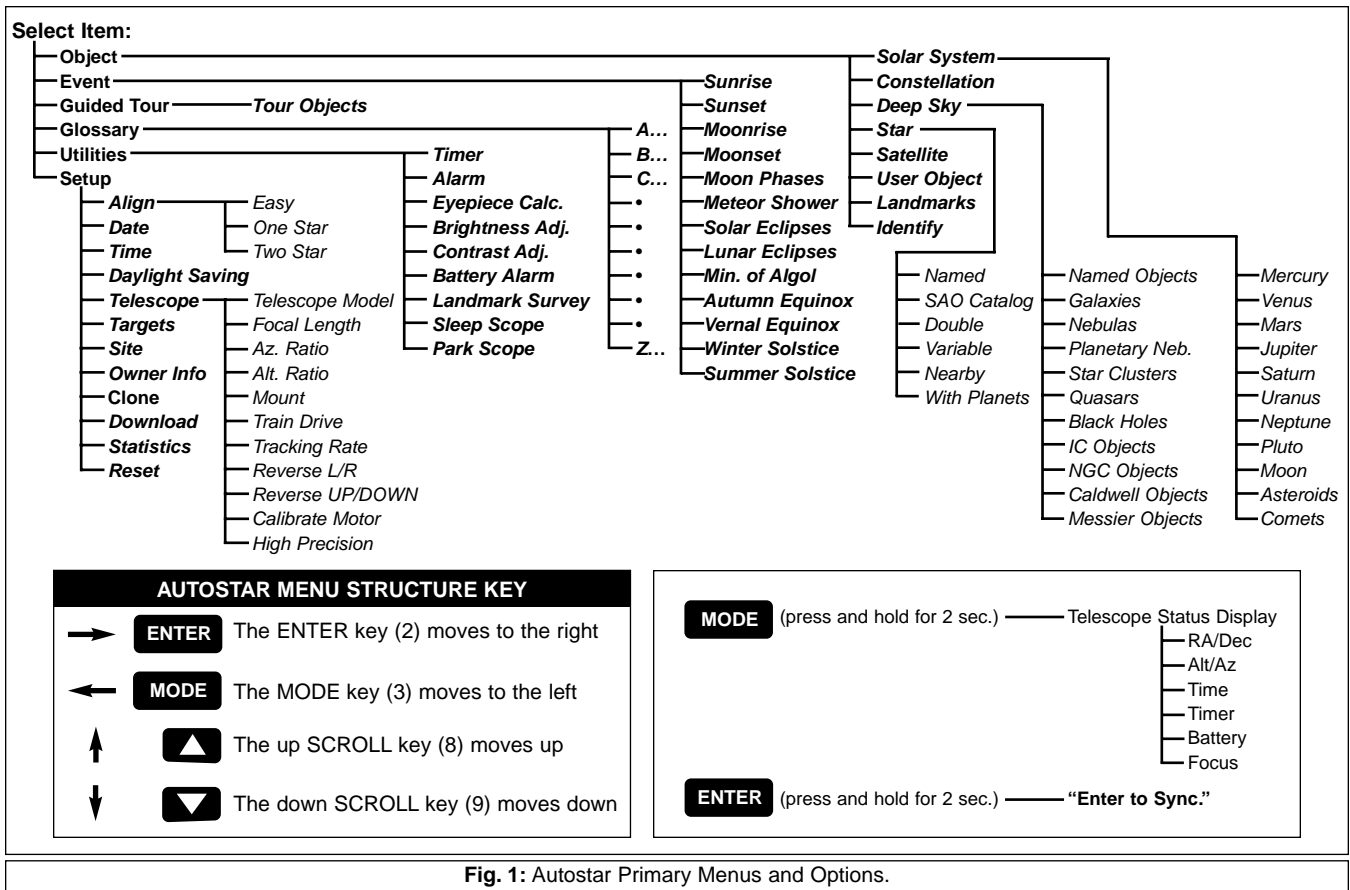 Select Item:
Object
Event
Guided Tour
Glossary
Utilities
Setup
Tour Objects
Align
Date
Time
Daylight Saving
Telescope
Targets
Site
Owner Info
Clone
Download
Statistics
Reset
Easy
One Star
Two Star
Telescope Model
Focal Length
Az. Ratio
Alt. Ratio
Mount
Train Drive
Tracking Rate
Reverse L/R
Reverse UP/DOWN
Calibrate Motor
High Precision
Timer
Alarm
Eyepiece Calc.
Brightness Adj.
Contrast Adj.
Battery Alarm
Landmark Survey
Sleep Scope
Park Scope
A...
B...
C...
•
•
•
•
•
Z...
Sunrise
Sunset
Moonrise
Moonset
Moon Phases
Meteor Shower
Solar Eclipses
Lunar Eclipses
Min. of Algol
Autumn Equinox
Vernal Equinox
Winter Solstice
Summer Solstice
Solar System
Constellation
Deep Sky
Star
Satellite
User Object
Landmarks
Identify
Named
SAO Catalog
Double
Variable
Nearby
With Planets
Named Objects
Galaxies
Nebulas
Planetary Neb.
Star Clusters
Quasars
Black Holes
IC Objects
NGC Objects
Caldwell Objects
Messier Objects
Mercury
Venus
Mars
Jupiter
Saturn
Uranus
Neptune
Pluto
Moon
Asteroids
Comets
AUTOSTAR MENU STRUCTURE KEY
ENTER The ENTER key (2) moves to the right
MODE The MODE key (3) moves to the left
The up SCROLL key (8) moves up
The down SCROLL key (9) moves down
MODE (press and hold for 2 sec.) Telescope Status Display
RA/Dec
Alt/Az
Time
Timer
Battery
Focus
ENTER (press and hold for 2 sec.) “Enter to Sync.”
Fig. 1: Autostar Primary Menus and Options.